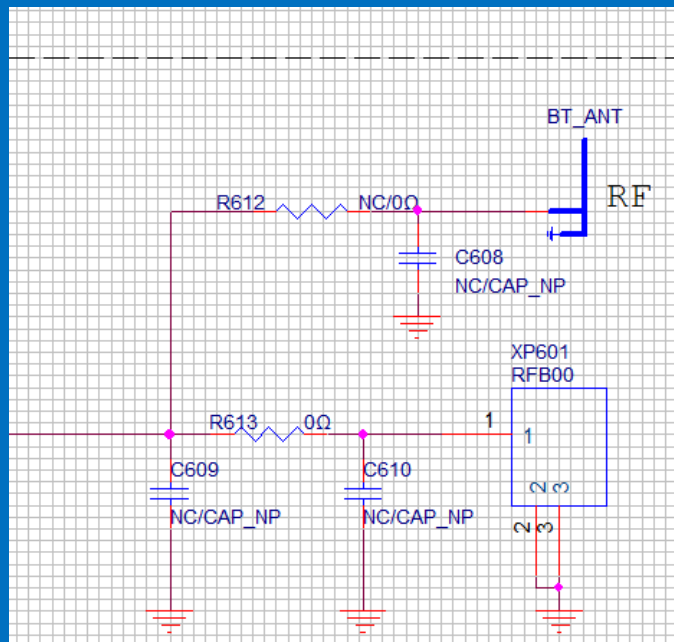 BT_ANT
RF
R612 NC/0Ω
C608
NC/CAP_NP
XP601
RFB00
R613 0Ω
1
1
C609
C610
NC/CAP_NP
NC/CAP_NP
2 3
2 3